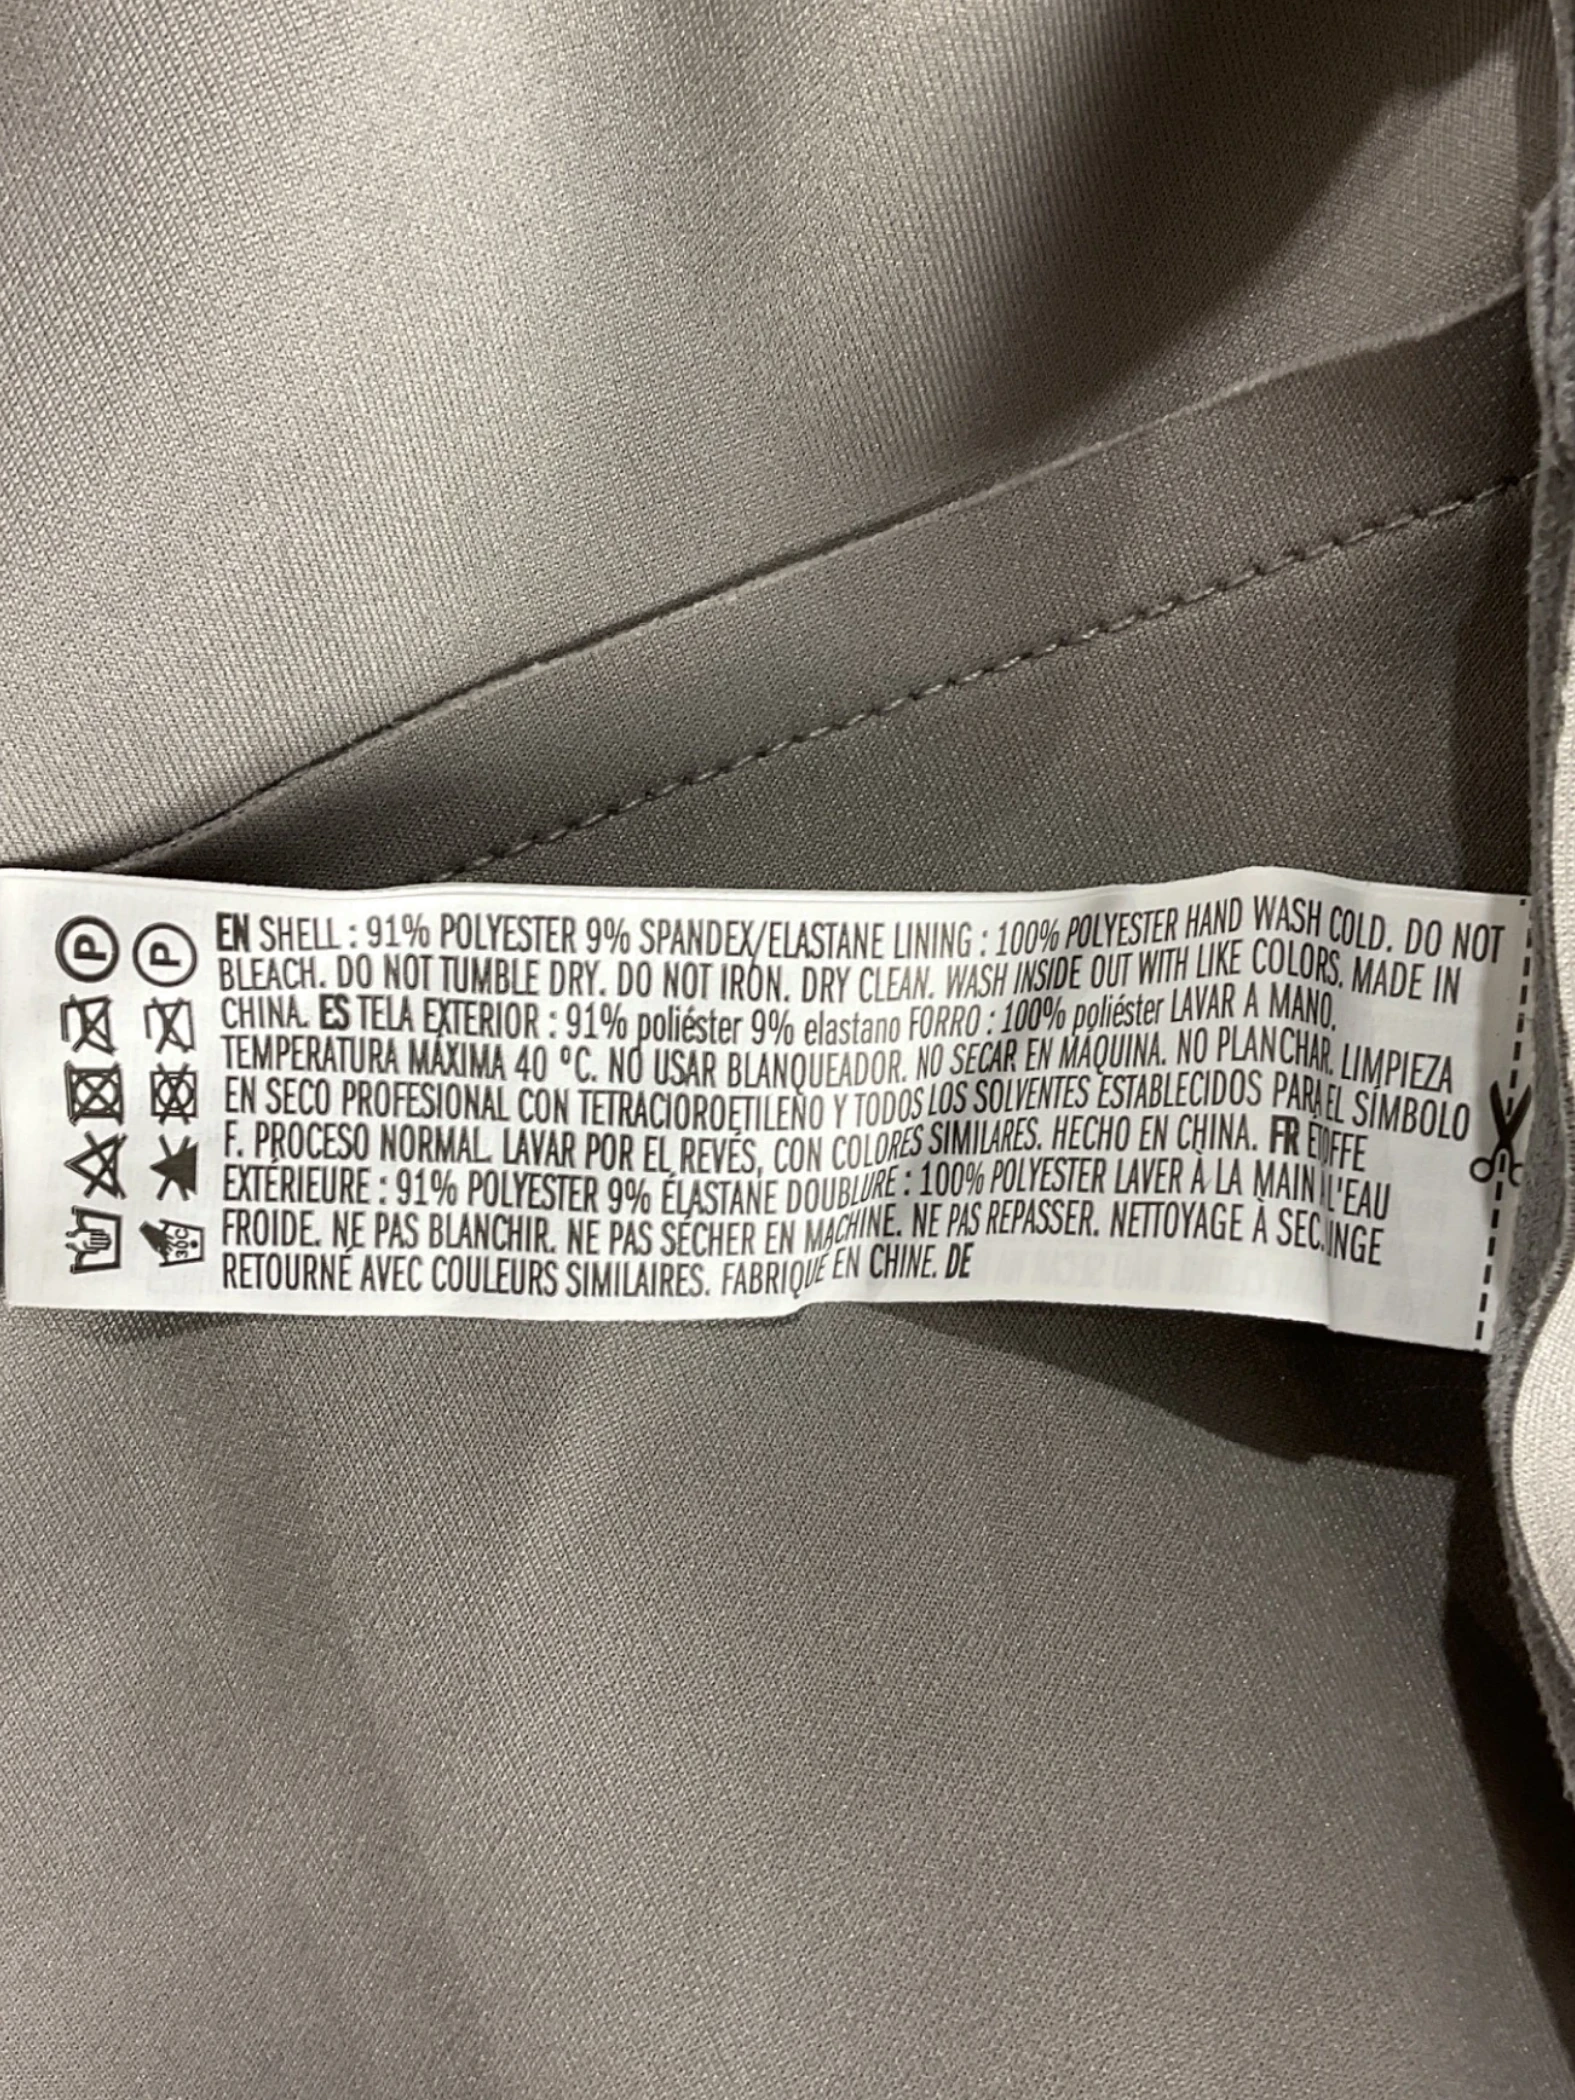 EN SHELL : 91% POLYESTER 9% SPANDEX/ELASTANE LINING : 100% POLYESTER HAND WASH COLD. DO NOT
BLEACH. DO NOT TUMBLE DRY. DO NOT IRON. DRY CLEAN. WASH INSIDE OUT WITH LIKE COLORS. MADE IN
CHINA. ES TELA EXTERIOR : 91% poliéster 9% elastano FORRO : 100% poliéster LAVAR A MANO.
TEMPERATURA MÁXIMA 40 °C. NO USAR BLANQUEADOR. NO SECAR EN MÁQUINA. NO PLANCHAR. LIMPIEZA
EN SECO PROFESIONAL CON TETRACIOROETILENO Y TODOS LOS SOLVENTES ESTABLECIDOS PARA EL SÍMBOLO
F. PROCESO NORMAL. LAVAR POR EL REVÉS, CON COLORES SIMILARES. HECHO EN CHINA. FR ETOFFE
EXTÉRIEURE : 91% POLYESTER 9% ÉLASTANE DOUBLURE : 100% POLYESTER LAVER À LA MAIN L'EAU
FROIDE. NE PAS BLANCHIR. NE PAS SÉCHER EN MACHINE. NE PAS REPASSER. NETTOYAGE À SEC. INGE
RETOURNÉ AVEC COULEURS SIMILAIRES. FABRIQUÉ EN CHINE. DE
P P
30C